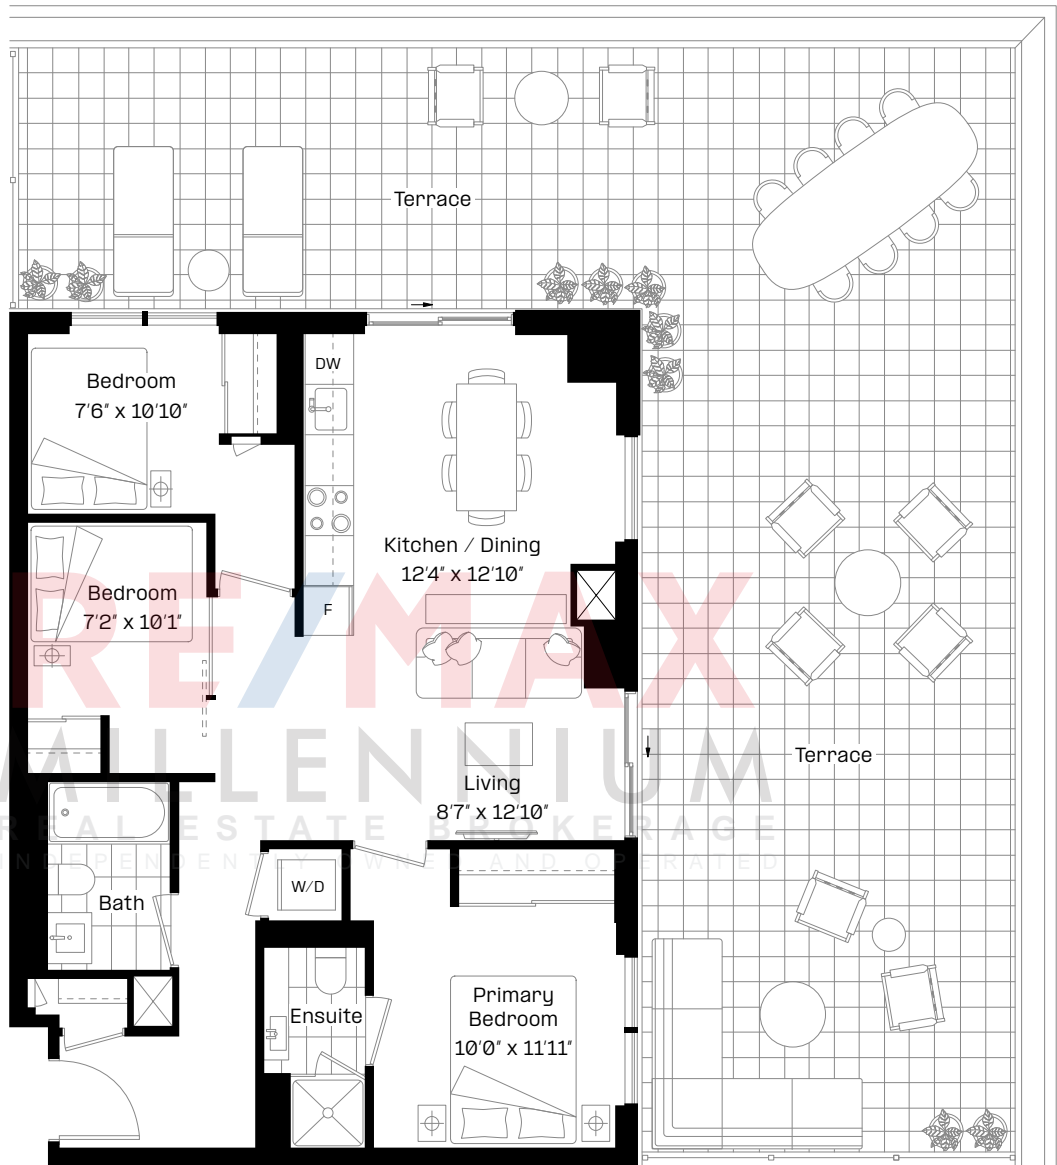 Terrace
DW
Bedroom
7'6" x 10'10"
Kitchen / Dining
12'4" x 12'10"
Bedroom
7'2" x 10'1"
F
RE/MAX
MILLENNIUM
REAL ESTATE BROKERAGE
INDEPENDENTLY OWNED AND OPERATED
Terrace
Living
8'7" x 12'10"
W/D
Bath
Ensuite
Primary
Bedroom
10'0" x 11'11"